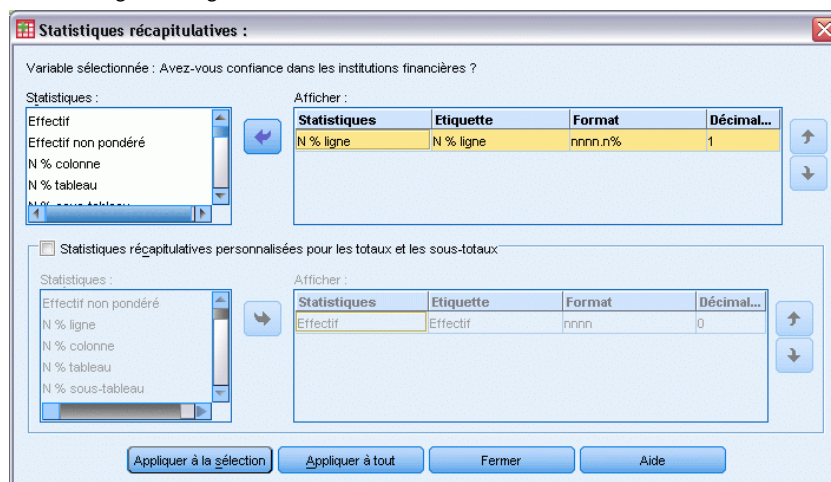 Statistiques récapitulatives :
Variable sélectionnée : Avez-vous confiance dans les institutions financières ?
Statistiques :
Afficher :
Effectif
Effectif non pondéré
N % colonne
N % tableau
N % sous-tableau
Statistiques Etiquette Format Décimal...
N % ligne N % ligne nnnn.n% 1
Statistiques récapitulatives personnalisées pour les totaux et les sous-totaux
Statistiques :
Afficher :
Effectif non pondéré
N % ligne
N % colonne
N % tableau
N % sous-tableau
Statistiques Etiquette Format Décimal...
Effectif Effectif nnnn 0
Appliquer à la sélection Appliquer à tout Fermer Aide